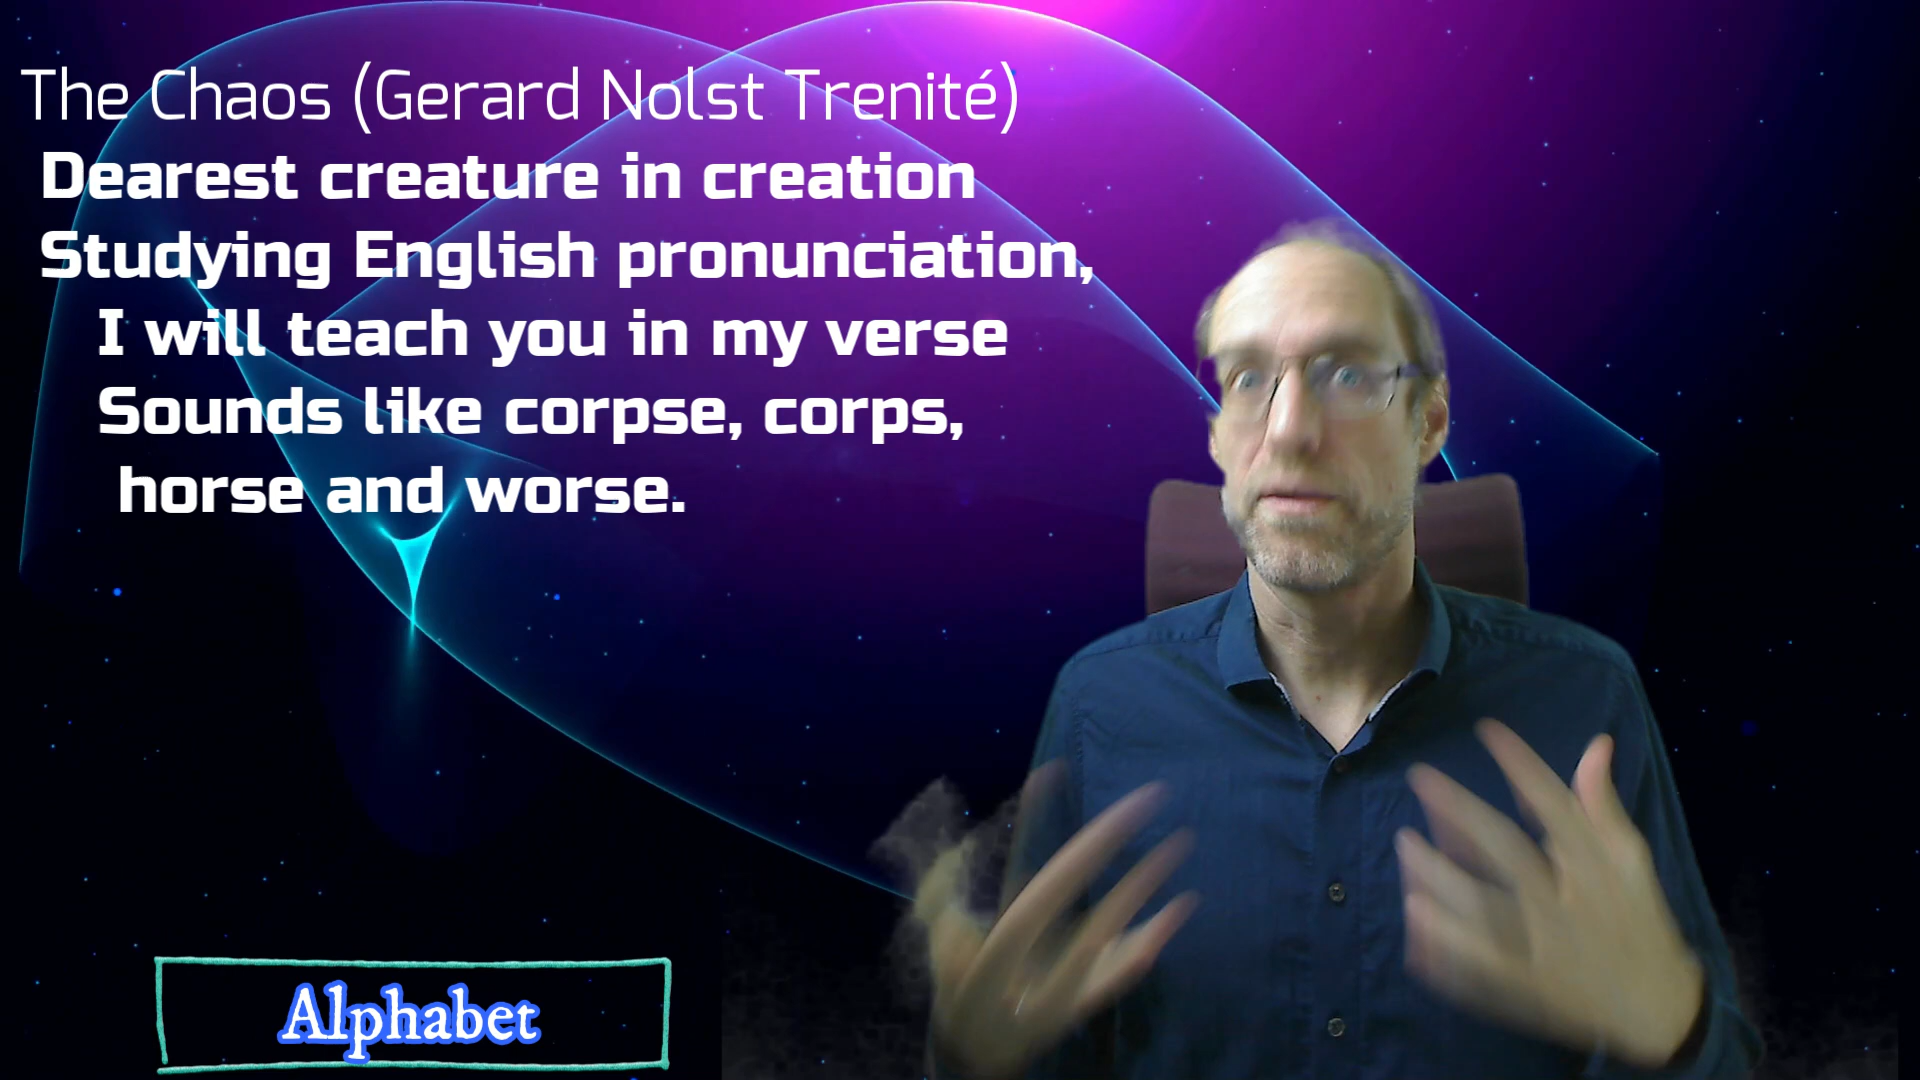 The Chaos (Gerard Nolst Trenité)
Dearest creature in creation
Studying English pronunciation,
I will teach you in my verse
Sounds like corpse, corps,
horse and worse.
Alphabet